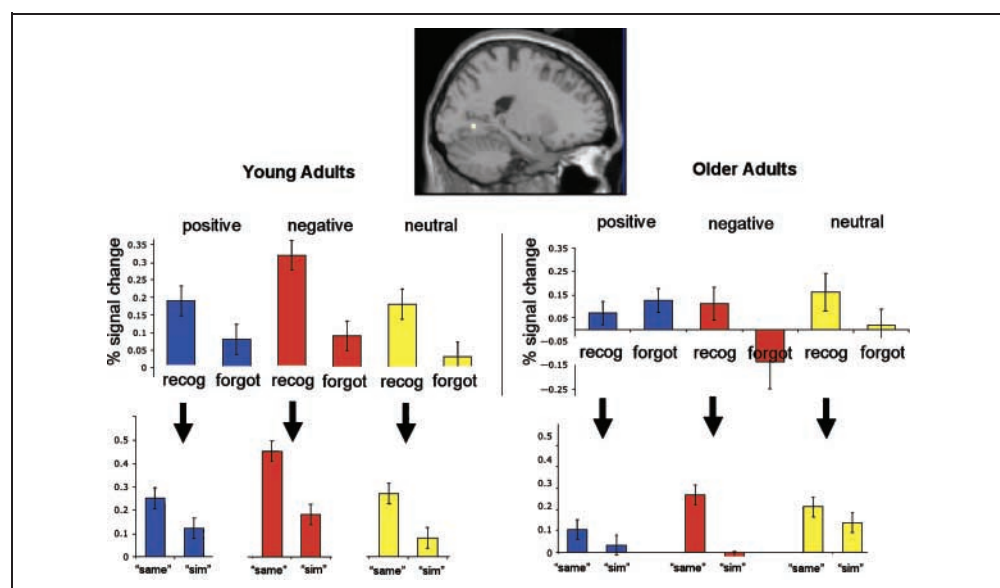 Young Adults
Older Adults
positive negative neutral
positive negative neutral
% signal change
0.35
0.3
0.25
0.2
0.15
0.1
0.05
0
recog forgot recog forgot recog forgot
% signal change
0.35
0.25
0.15
0.05
−0.05
−0.15
−0.25
recog forgot recog forgot recog forgot
0.5
0.4
0.3
0.2
0.1
0
"same" "sim" "same" "sim" "same" "sim"
0.5
0.4
0.3
0.2
0.1
0
"same" "sim" "same" "sim" "same" "sim"